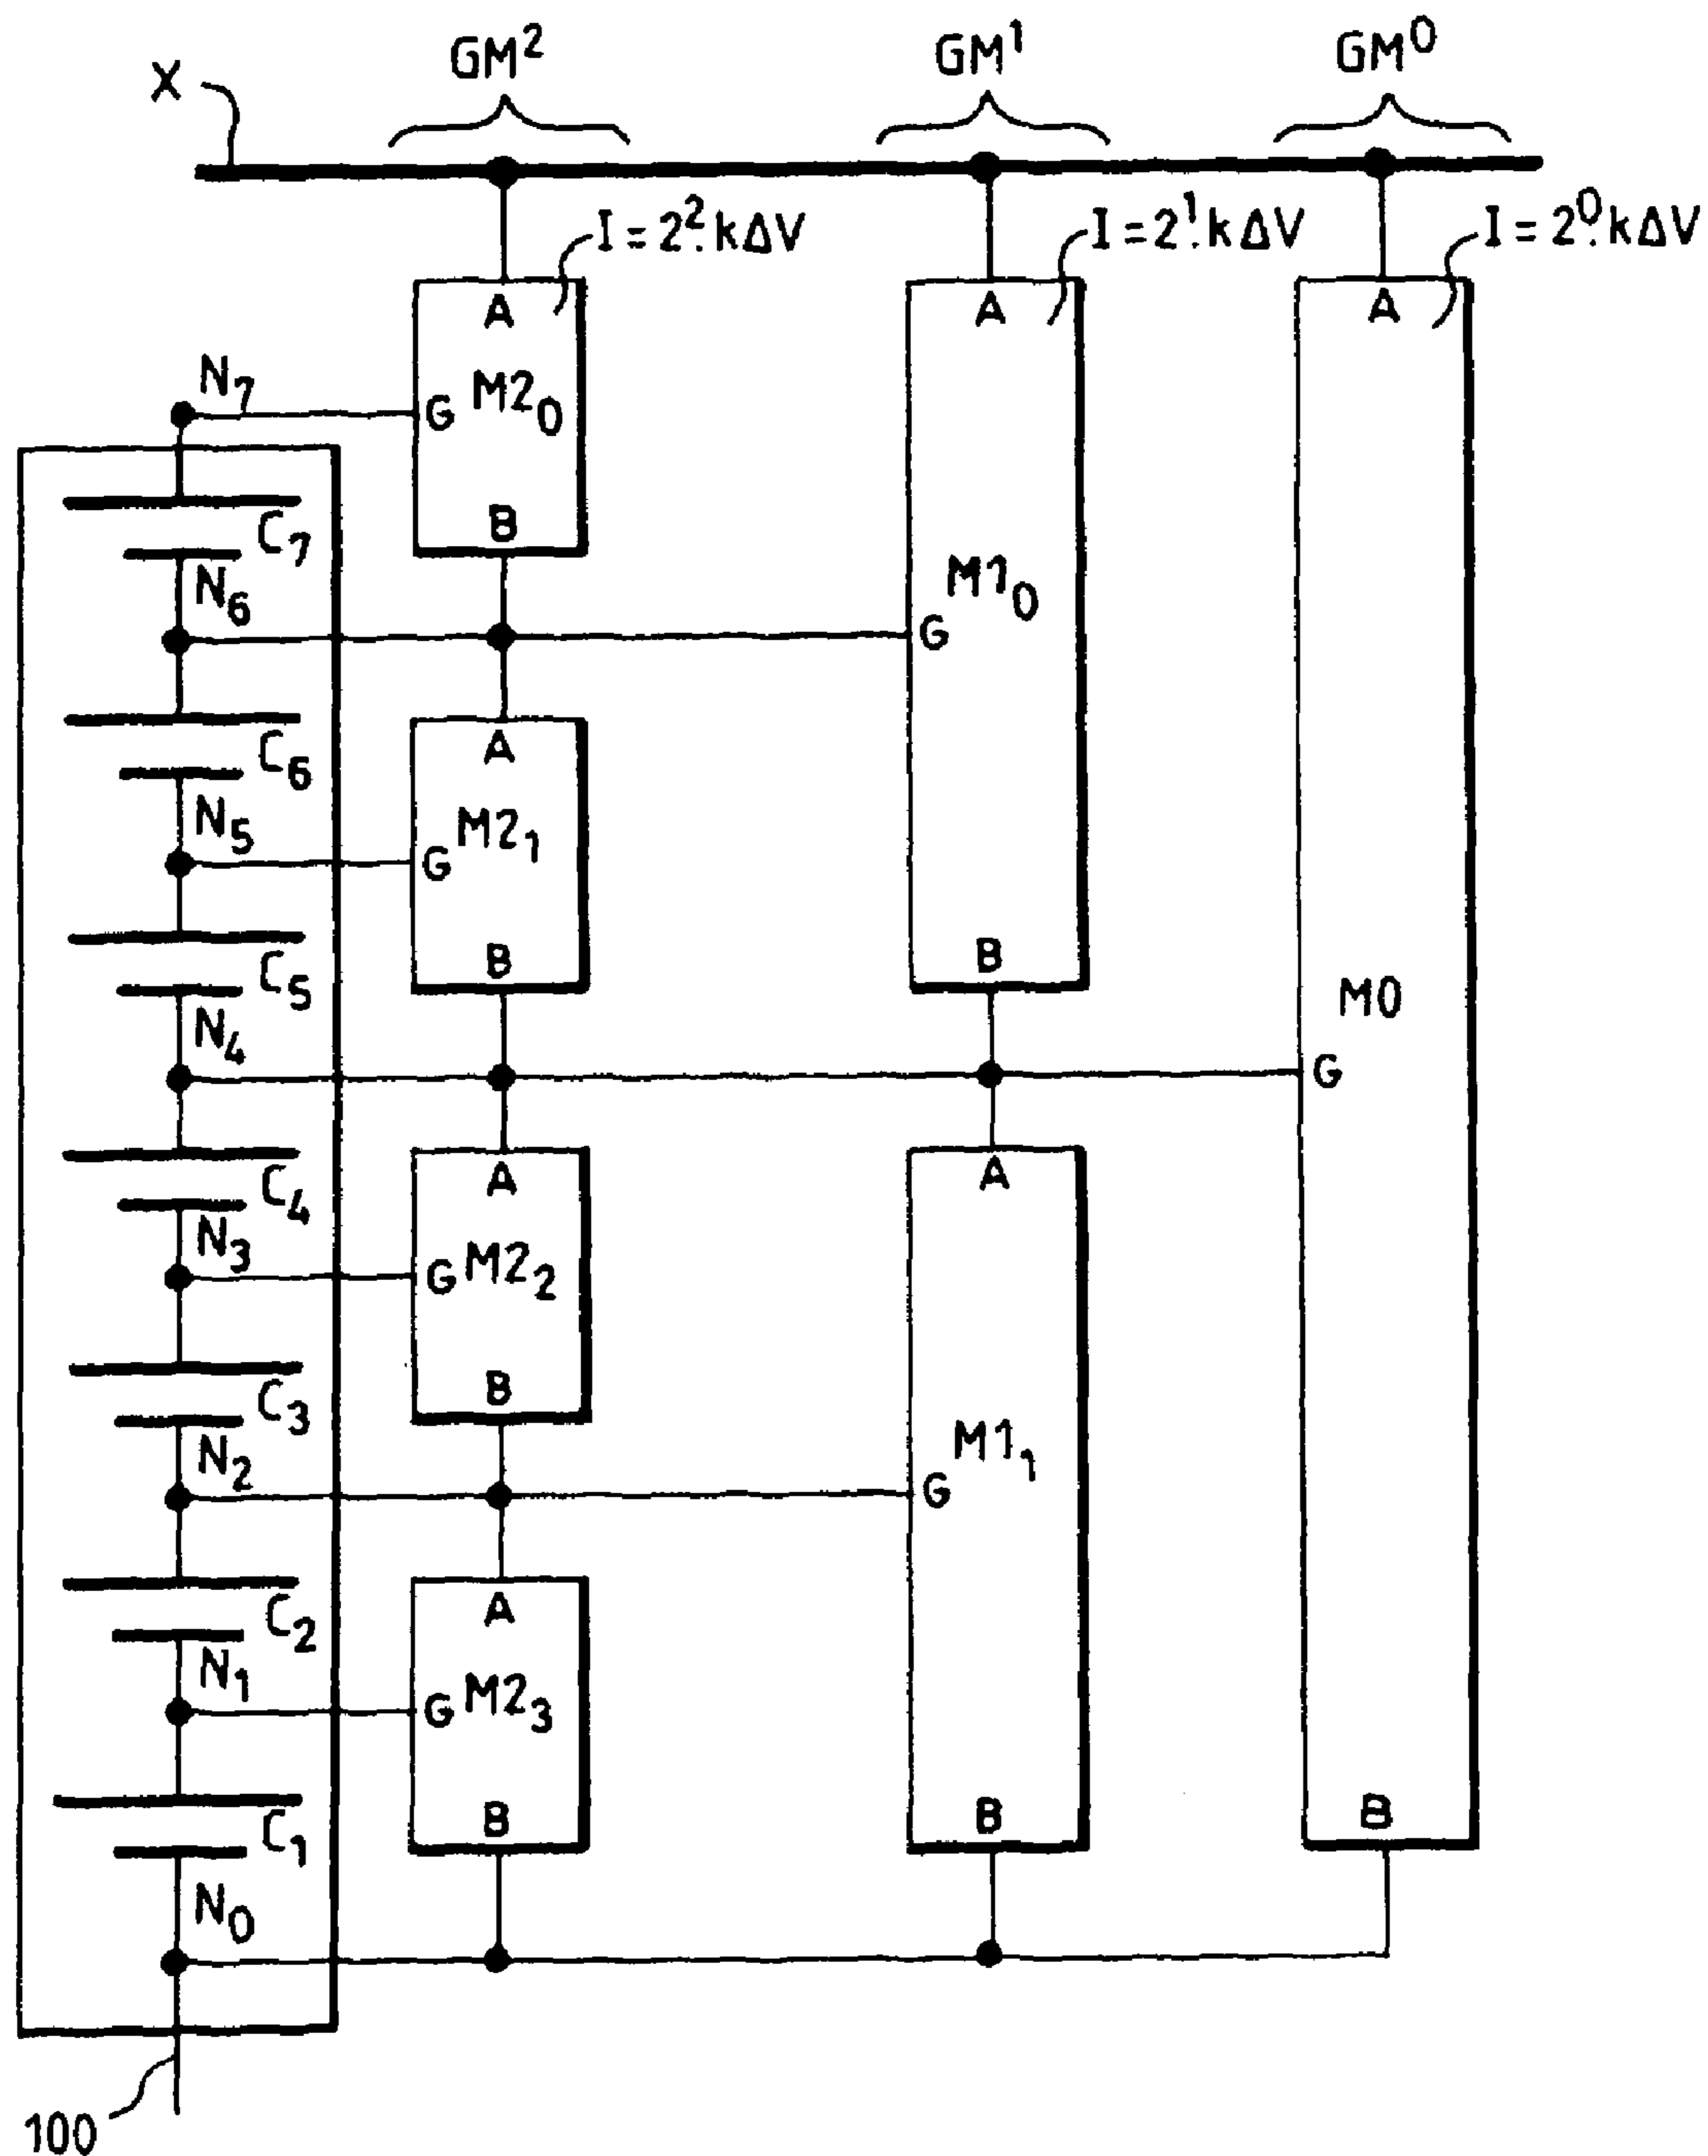 X GM² GM¹ GM⁰
I = 2².kΔV I = 2¹.kΔV I = 2⁰.kΔV
A A A
N₇ G M2₀
C₇ B
N₆ M1₀
G
C₆ A
N₅ M2₁
G
C₅ B B
N₄ M0
G
C₄ A A
N₃ G M2₂
C₃ B
N₂ M1₁
G
C₂ A
N₁ G M2₃
C₁ B B B
N₀
100